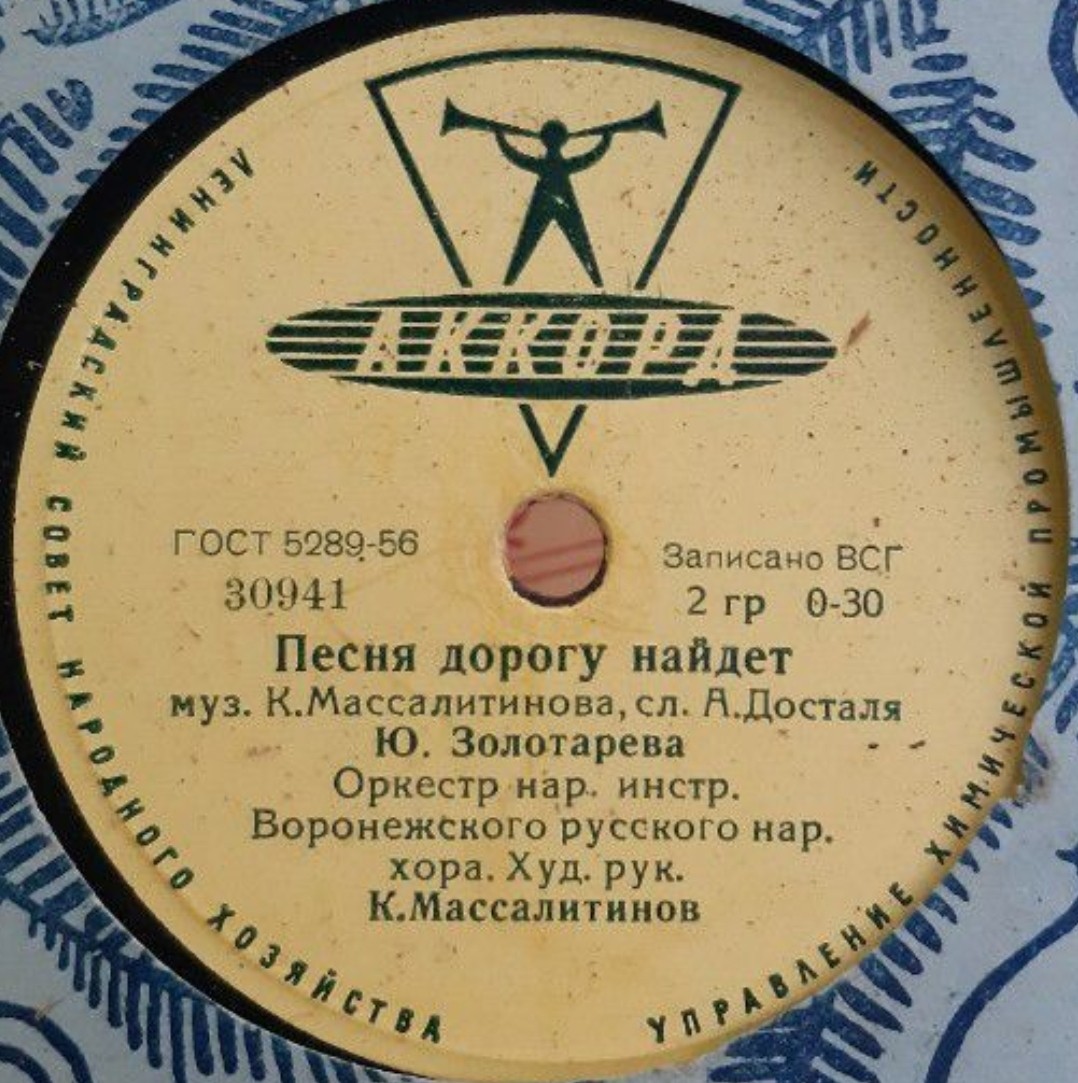 АККОРД
ЛЕНИНГРАДСКИЙ СОВЕТ НАРОДНОГО ХОЗЯЙСТВА
УПРАВЛЕНИЕ ХИМИЧЕСКОЙ ПРОМЫШЛЕННОСТИ
ГОСТ 5289-56
30941
Записано ВСГ
2 гр 0-30
Песня дорогу найдет
муз. К.Массалитинова, сл. А.Досталя
Ю. Золотарева
Оркестр нар. инстр.
Воронежского русского нар.
хора. Худ. рук.
К.Массалитинов